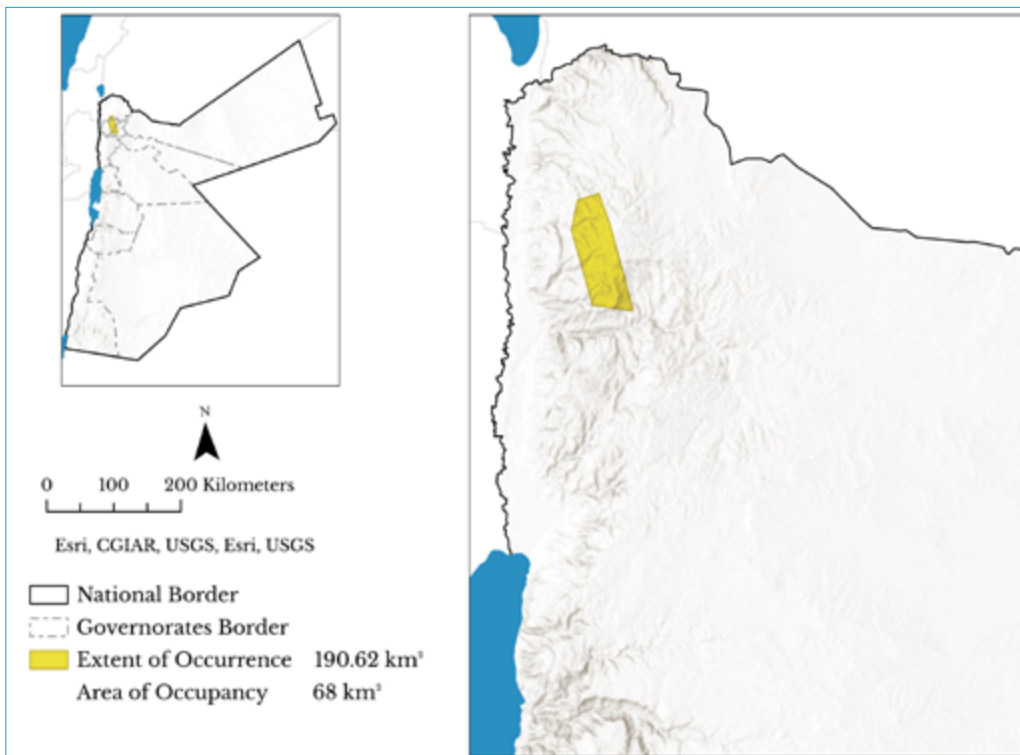 N
0 100 200 Kilometers
Esri, CGIAR, USGS, Esri, USGS
National Border
Governorates Border
Extent of Occurrence 190.62 km²
Area of Occupancy 68 km²